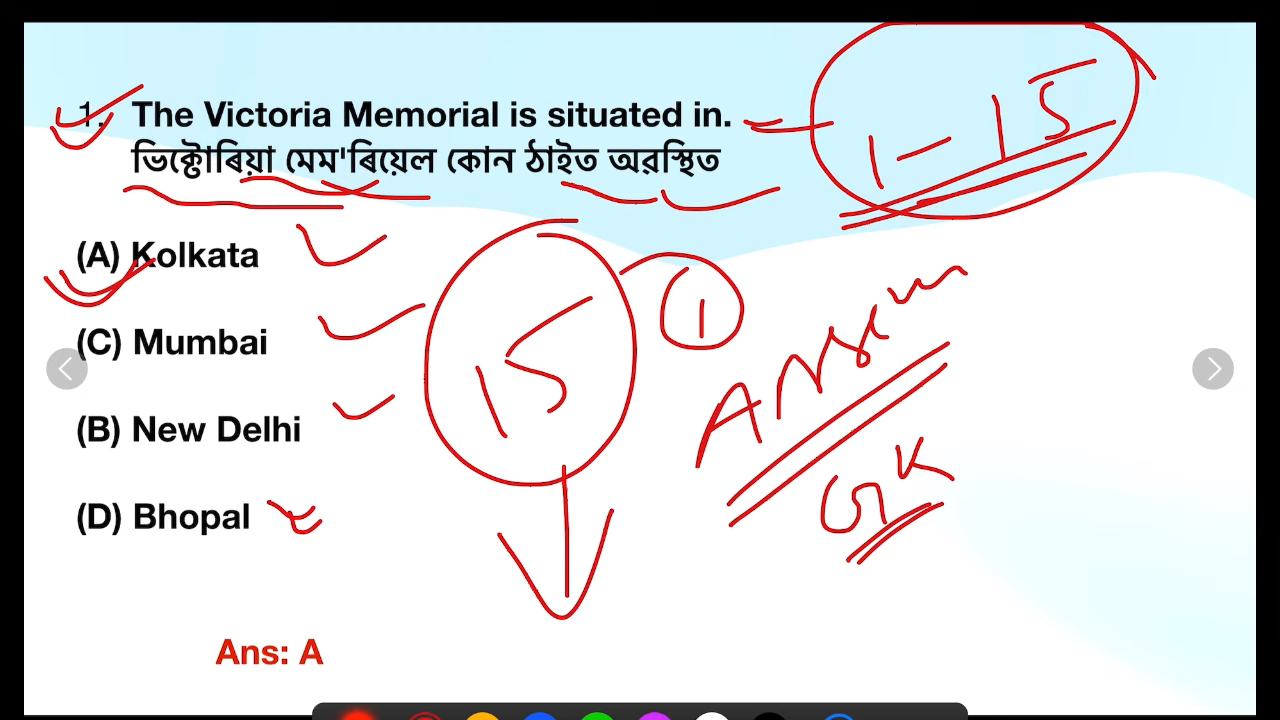 1. The Victoria Memorial is situated in.
ভিক্টোৰিয়া মেম'ৰিয়েল কোন ঠাইত অৱস্থিত
1-15
(A) Kolkata
(C) Mumbai
(B) New Delhi
(D) Bhopal
15
1
GK
Ans: A